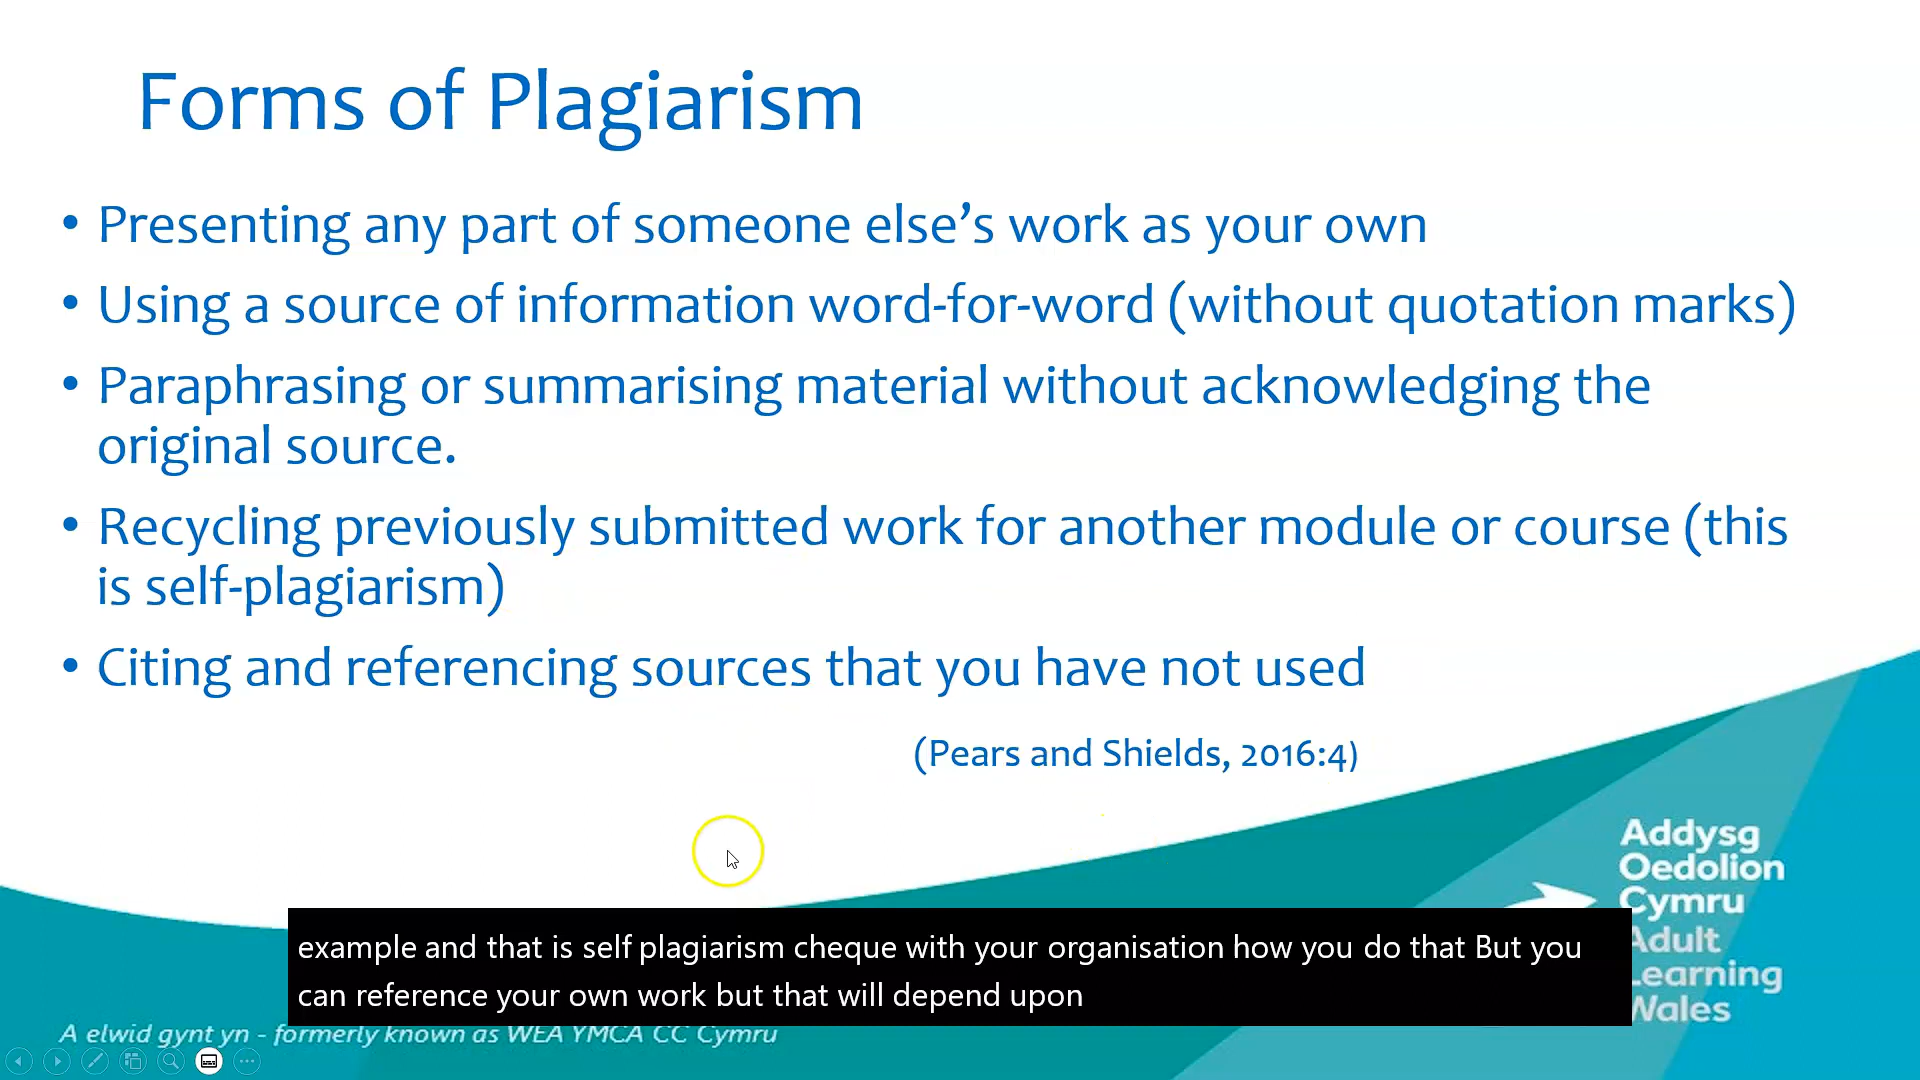 Forms of Plagiarism
• Presenting any part of someone else’s work as your own
• Using a source of information word-for-word (without quotation marks)
• Paraphrasing or summarising material without acknowledging the
original source.
• Recycling previously submitted work for another module or course (this
is self-plagiarism)
• Citing and referencing sources that you have not used
(Pears and Shields, 2016:4)
Addysg
Oedolion
Cymru
Adult
Learning
Wales
example and that is self plagiarism cheque with your organisation how you do that But you
can reference your own work but that will depend upon
A elwid gynt yn - formerly known as WEA YMCA CC Cymru